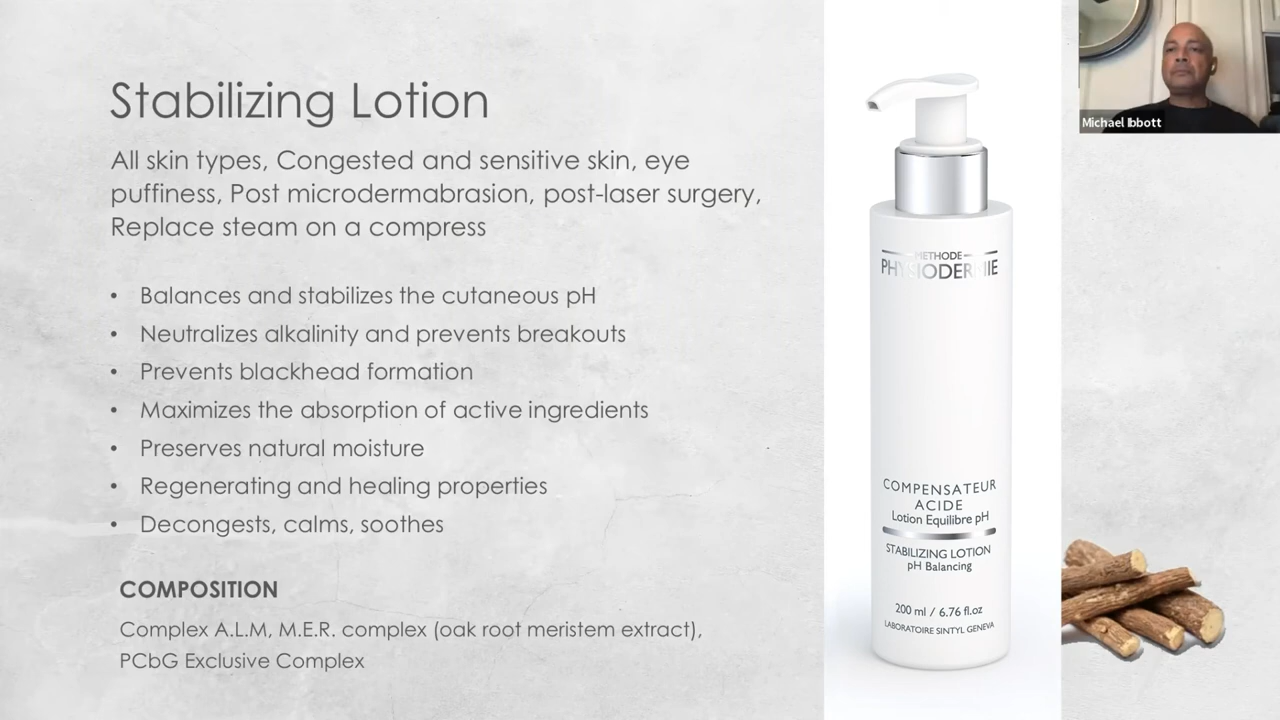 Stabilizing Lotion
All skin types, Congested and sensitive skin, eye
puffiness, Post microdermabrasion, post-laser surgery,
Replace steam on a compress
• Balances and stabilizes the cutaneous pH
• Neutralizes alkalinity and prevents breakouts
• Prevents blackhead formation
• Maximizes the absorption of active ingredients
• Preserves natural moisture
• Regenerating and healing properties
• Decongests, calms, soothes
COMPOSITION
Complex A.L.M, M.E.R. complex (oak root meristem extract),
PCbG Exclusive Complex
METHODE
PHYSIODERMIE
COMPENSATEUR
ACIDE
Lotion Equilibre pH
STABILIZING LOTION
pH Balancing
200 ml / 6.76 fl.oz
LABORATOIRE SINTYL GENEVA
Michael Ibbott